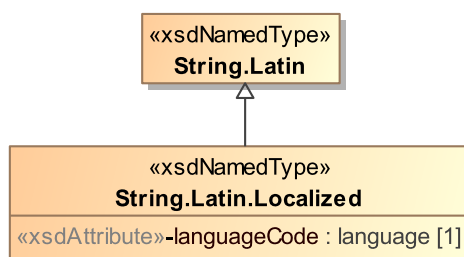 «xsdNamedType»
String.Latin
«xsdNamedType»
String.Latin.Localized
«xsdAttribute»-languageCode : language [1]